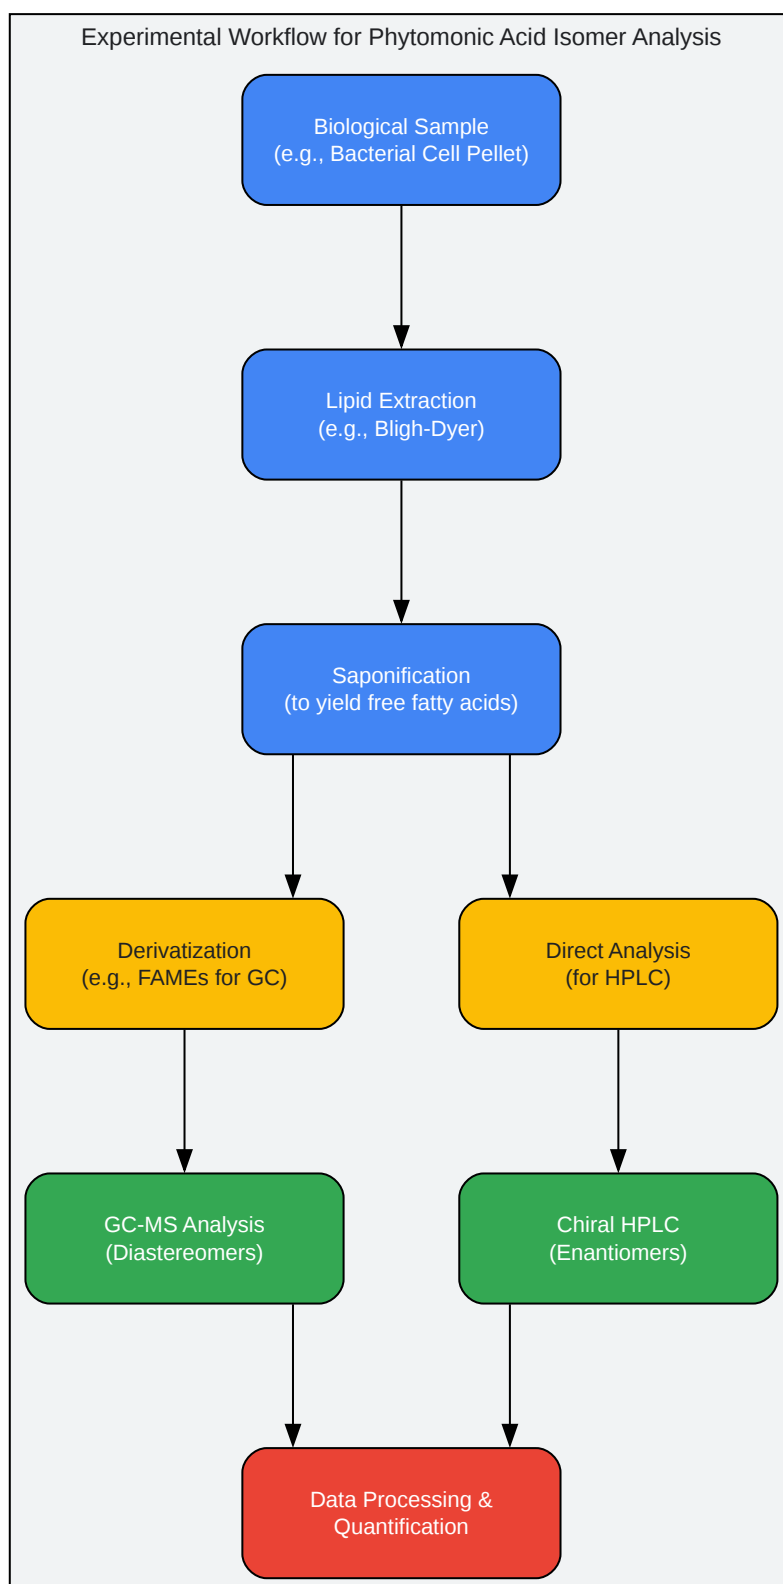 Experimental Workflow for Phytomonic Acid Isomer Analysis
Biological Sample
(e.g., Bacterial Cell Pellet)
Lipid Extraction
(e.g., Bligh-Dyer)
Saponification
(to yield free fatty acids)
Derivatization
(e.g., FAMEs for GC)
Direct Analysis
(for HPLC)
GC-MS Analysis
(Diastereomers)
Chiral HPLC
(Enantiomers)
Data Processing &
Quantification